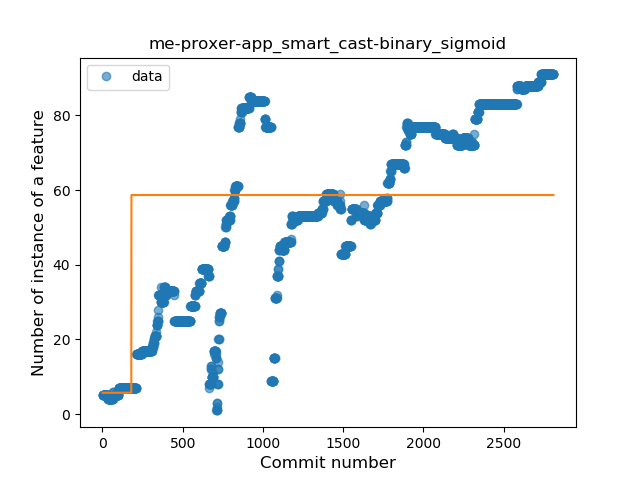 me-proxer-app_smart_cast-binary_sigmoid
data
Number of instance of a feature
80
60
40
20
0
0 500 1000 1500 2000 2500
Commit number